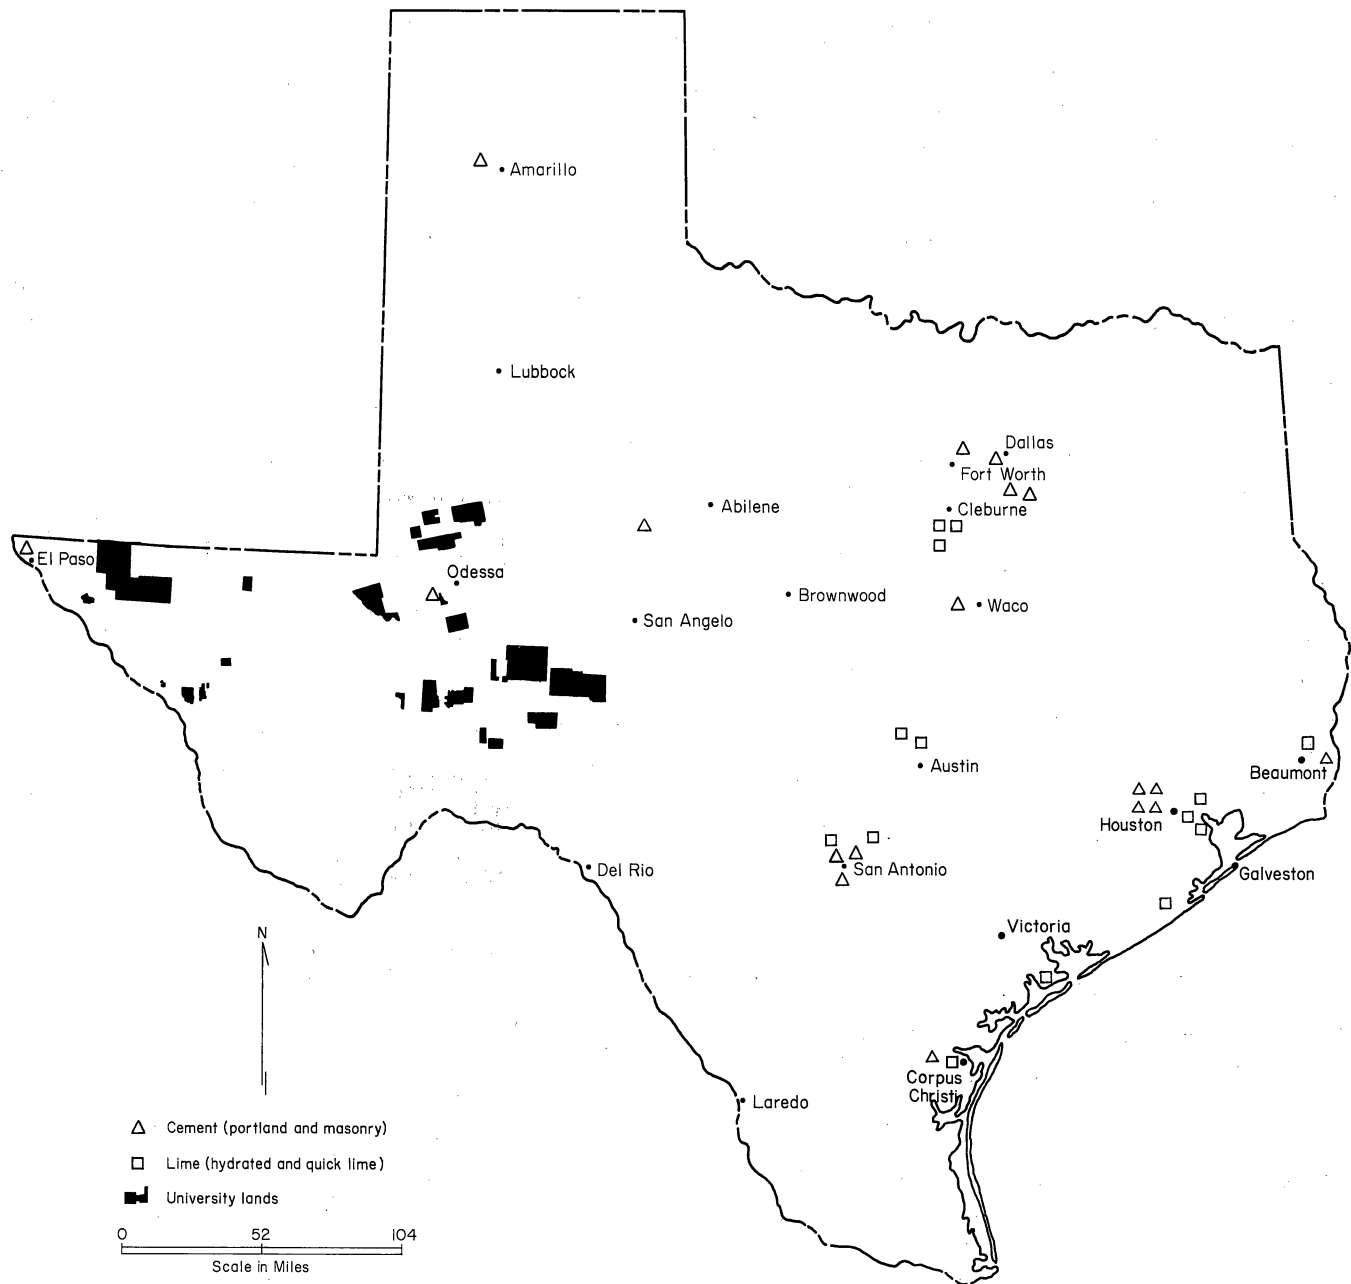 Amarillo
Lubbock
Dallas
Fort Worth
Abilene
Cleburne
El Paso
Odessa
Brownwood
Waco
San Angelo
Austin
Beaumont
Houston
San Antonio
Del Rio
Galveston
Victoria
N
Corpus
Christi
Laredo
Cement (portland and masonry)
Lime (hydrated and quick lime)
University lands
0 52 104
Scale in Miles